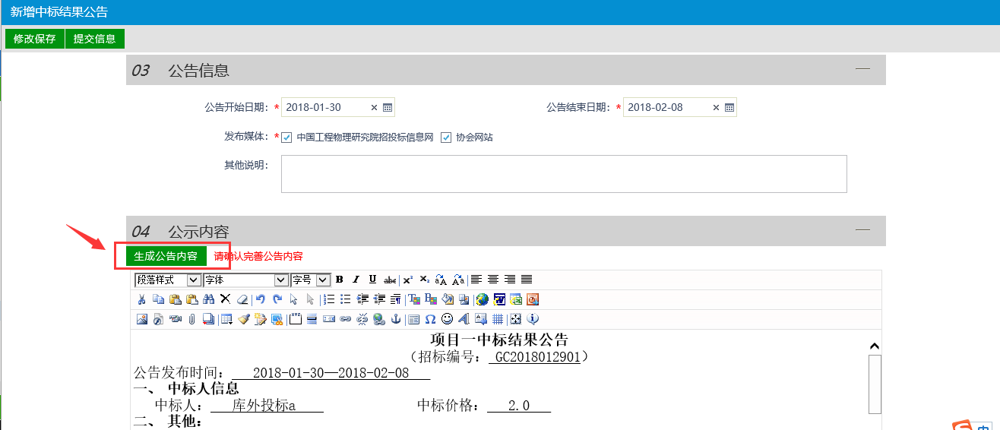 新增中标结果公告
修改保存 提交信息
03 公告信息
公告开始日期: * 2018-01-30 公告结束日期: * 2018-02-08
发布媒体: * 中国工程物理研究院招投标信息网 协会网站
其他说明:
04 公示内容
生成公告内容 请确认完善公告内容
段落样式 字体 字号 B I U abc
项目一中标结果公告
（招标编号: GC2018012901）
公告发布时间: 2018-01-30—2018-02-08
一、 中标人信息
中标人: 库外投标a 中标价格: 2.0
二、 其他: